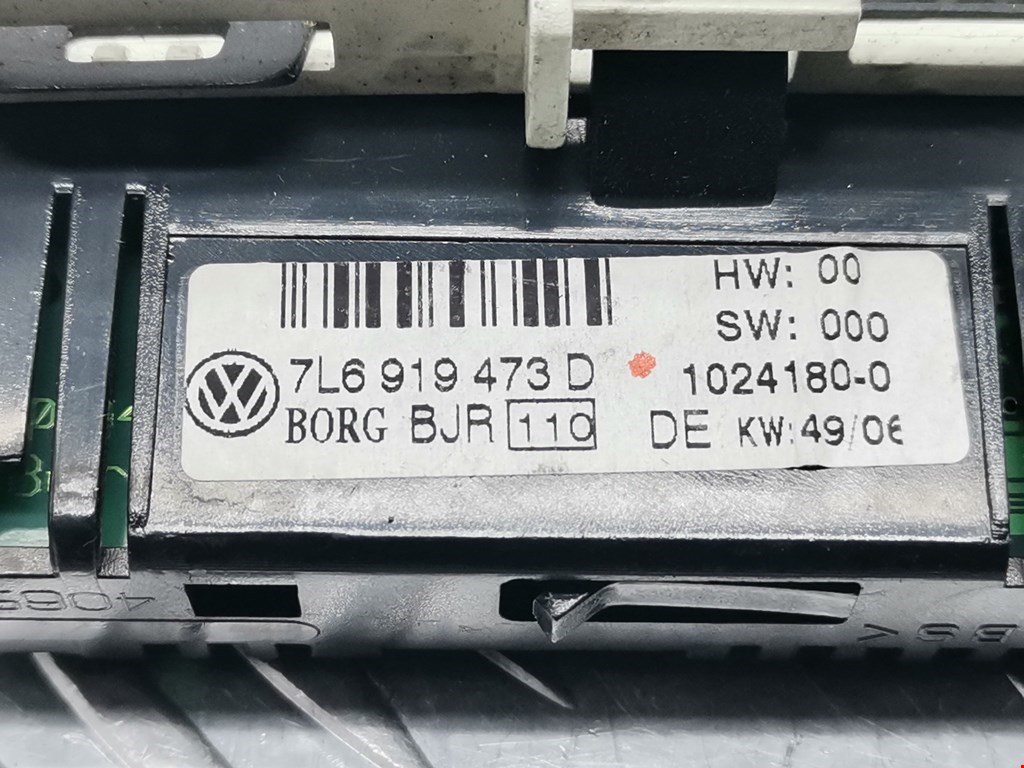 HW: 00
SW: 000
7L6 919 473 D
1024180-0
BORG BJR 110
DE KW:49/06